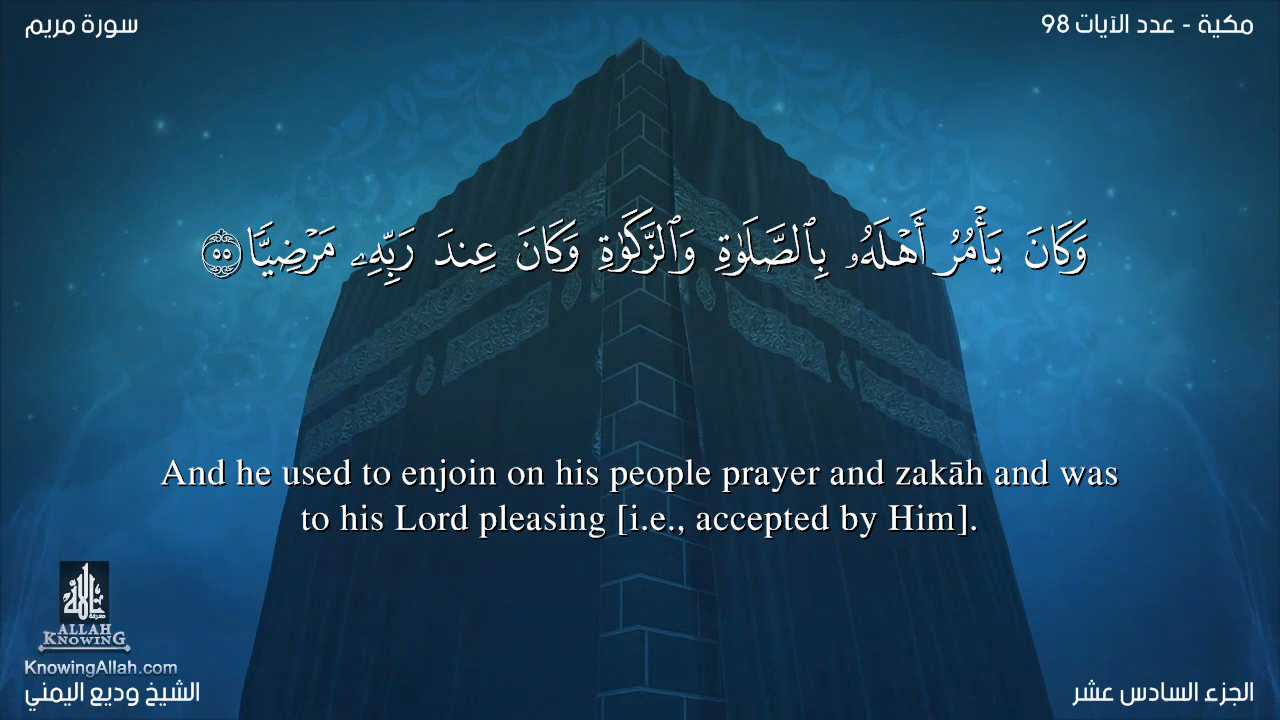 سورة مريم
مكية - عدد الآيات 98
وَكَانَ يَأۡمُرُ أَهۡلَهُۥ بِٱلصَّلَوٰةِ وَٱلزَّكَوٰةِ وَكَانَ عِندَ رَبِّهِۦ مَرۡضِيّٗا ٥٥
And he used to enjoin on his people prayer and zakāh and was
to his Lord pleasing [i.e., accepted by Him].
معرفة الله
ALLAH
KNOWING
KnowingAllah.com
الشيخ وديع اليمني
الجزء السادس عشر